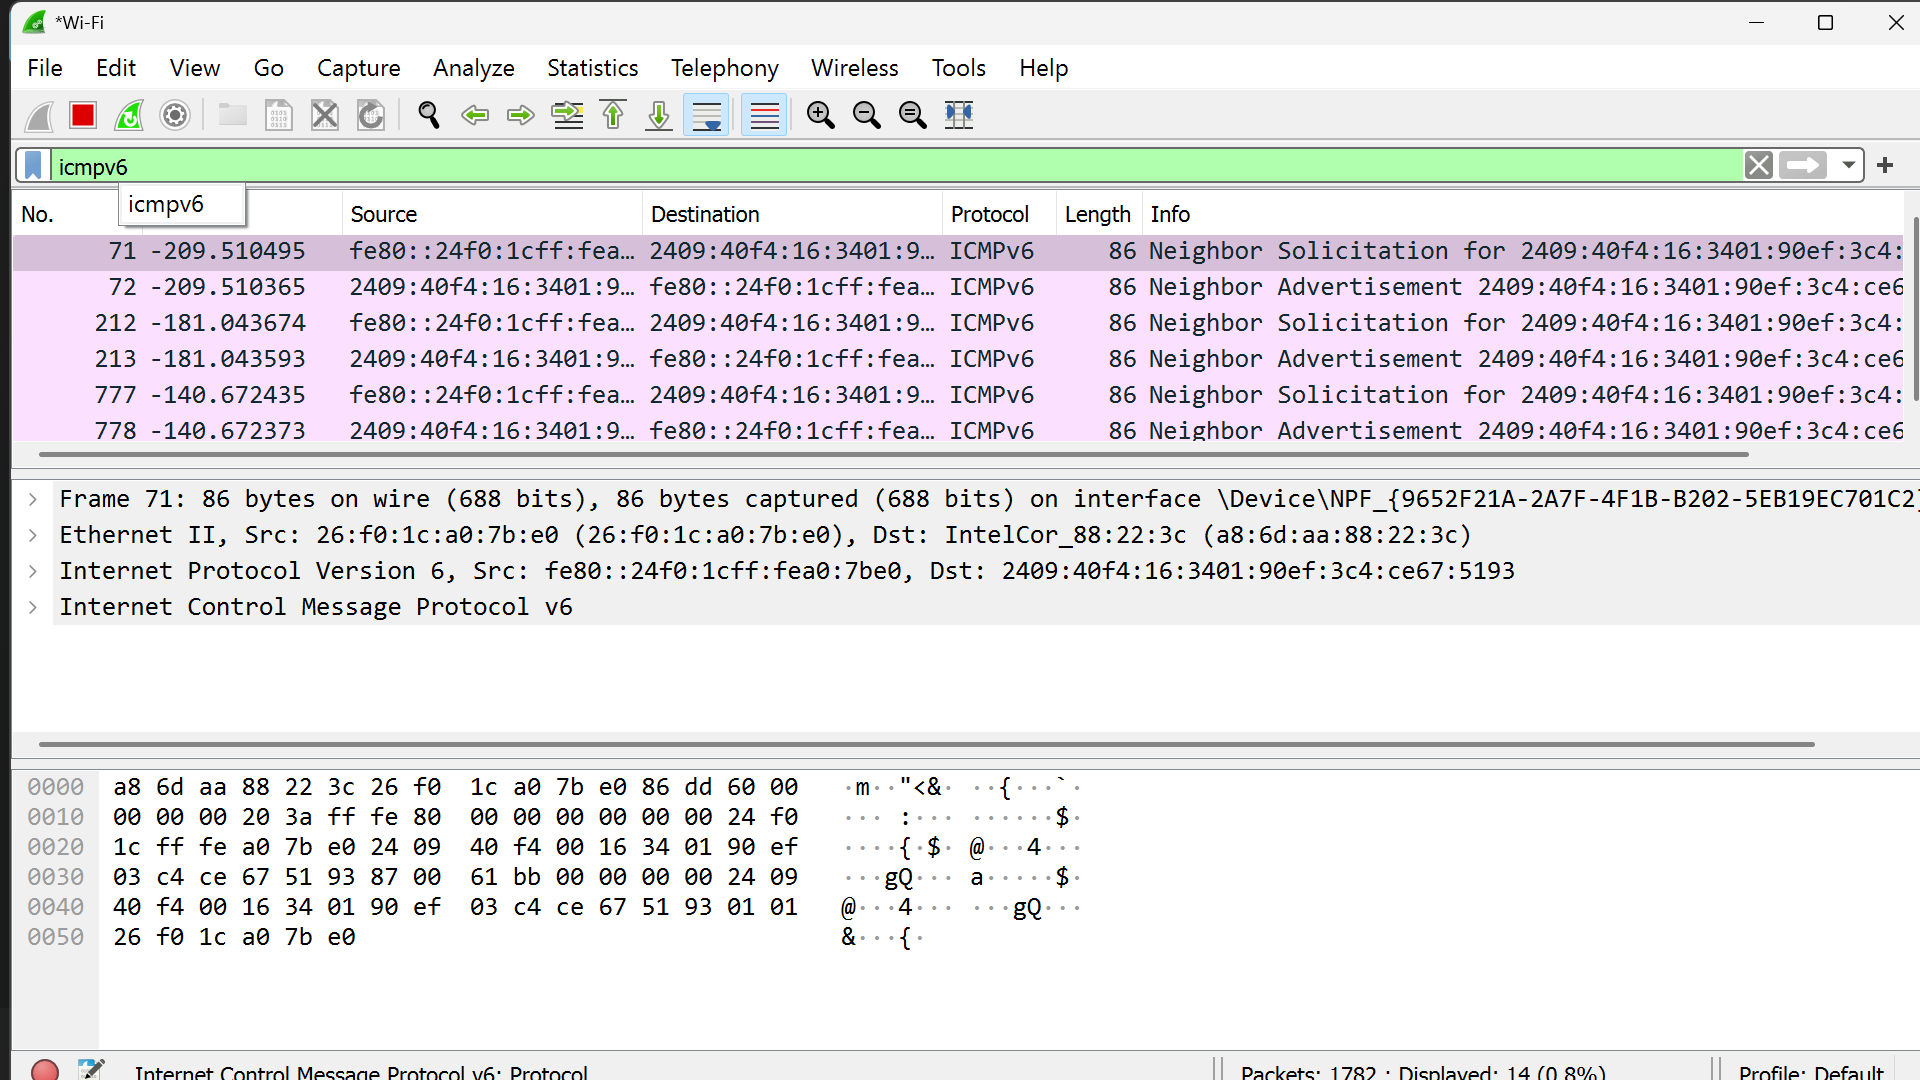 *Wi-Fi
File Edit View Go Capture Analyze Statistics Telephony Wireless Tools Help
icmpv6
icmpv6
No. Source Destination Protocol Length Info
71 -209.510495 fe80::24f0:1cff:fea… 2409:40f4:16:3401:9… ICMPv6 86 Neighbor Solicitation for 2409:40f4:16:3401:90ef:3c4:
72 -209.510365 2409:40f4:16:3401:9… fe80::24f0:1cff:fea… ICMPv6 86 Neighbor Advertisement 2409:40f4:16:3401:90ef:3c4:ce6
212 -181.043674 fe80::24f0:1cff:fea… 2409:40f4:16:3401:9… ICMPv6 86 Neighbor Solicitation for 2409:40f4:16:3401:90ef:3c4:
213 -181.043593 2409:40f4:16:3401:9… fe80::24f0:1cff:fea… ICMPv6 86 Neighbor Advertisement 2409:40f4:16:3401:90ef:3c4:ce6
777 -140.672435 fe80::24f0:1cff:fea… 2409:40f4:16:3401:9… ICMPv6 86 Neighbor Solicitation for 2409:40f4:16:3401:90ef:3c4:
778 -140.672373 2409:40f4:16:3401:9… fe80::24f0:1cff:fea… ICMPv6 86 Neighbor Advertisement 2409:40f4:16:3401:90ef:3c4:ce6
Frame 71: 86 bytes on wire (688 bits), 86 bytes captured (688 bits) on interface \Device\NPF_{9652F21A-2A7F-4F1B-B202-5EB19EC701C2}
Ethernet II, Src: 26:f0:1c:a0:7b:e0 (26:f0:1c:a0:7b:e0), Dst: IntelCor_88:22:3c (a8:6d:aa:88:22:3c)
Internet Protocol Version 6, Src: fe80::24f0:1cff:fea0:7be0, Dst: 2409:40f4:16:3401:90ef:3c4:ce67:5193
Internet Control Message Protocol v6
0000 a8 6d aa 88 22 3c 26 f0 1c a0 7b e0 86 dd 60 00 ·m··"<&· ··{···`·
0010 00 00 00 20 3a ff fe 80 00 00 00 00 00 00 24 f0 ··· :··· ······$·
0020 1c ff fe a0 7b e0 24 09 40 f4 00 16 34 01 90 ef ····{·$· @···4···
0030 03 c4 ce 67 51 93 87 00 61 bb 00 00 00 00 24 09 ···gQ··· a·····$·
0040 40 f4 00 16 34 01 90 ef 03 c4 ce 67 51 93 01 01 @···4··· ···gQ···
0050 26 f0 1c a0 7b e0 &···{·
Internet Control Message Protocol v6: Protocol Packets: 1782 · Displayed: 14 (0.8%) Profile: Default